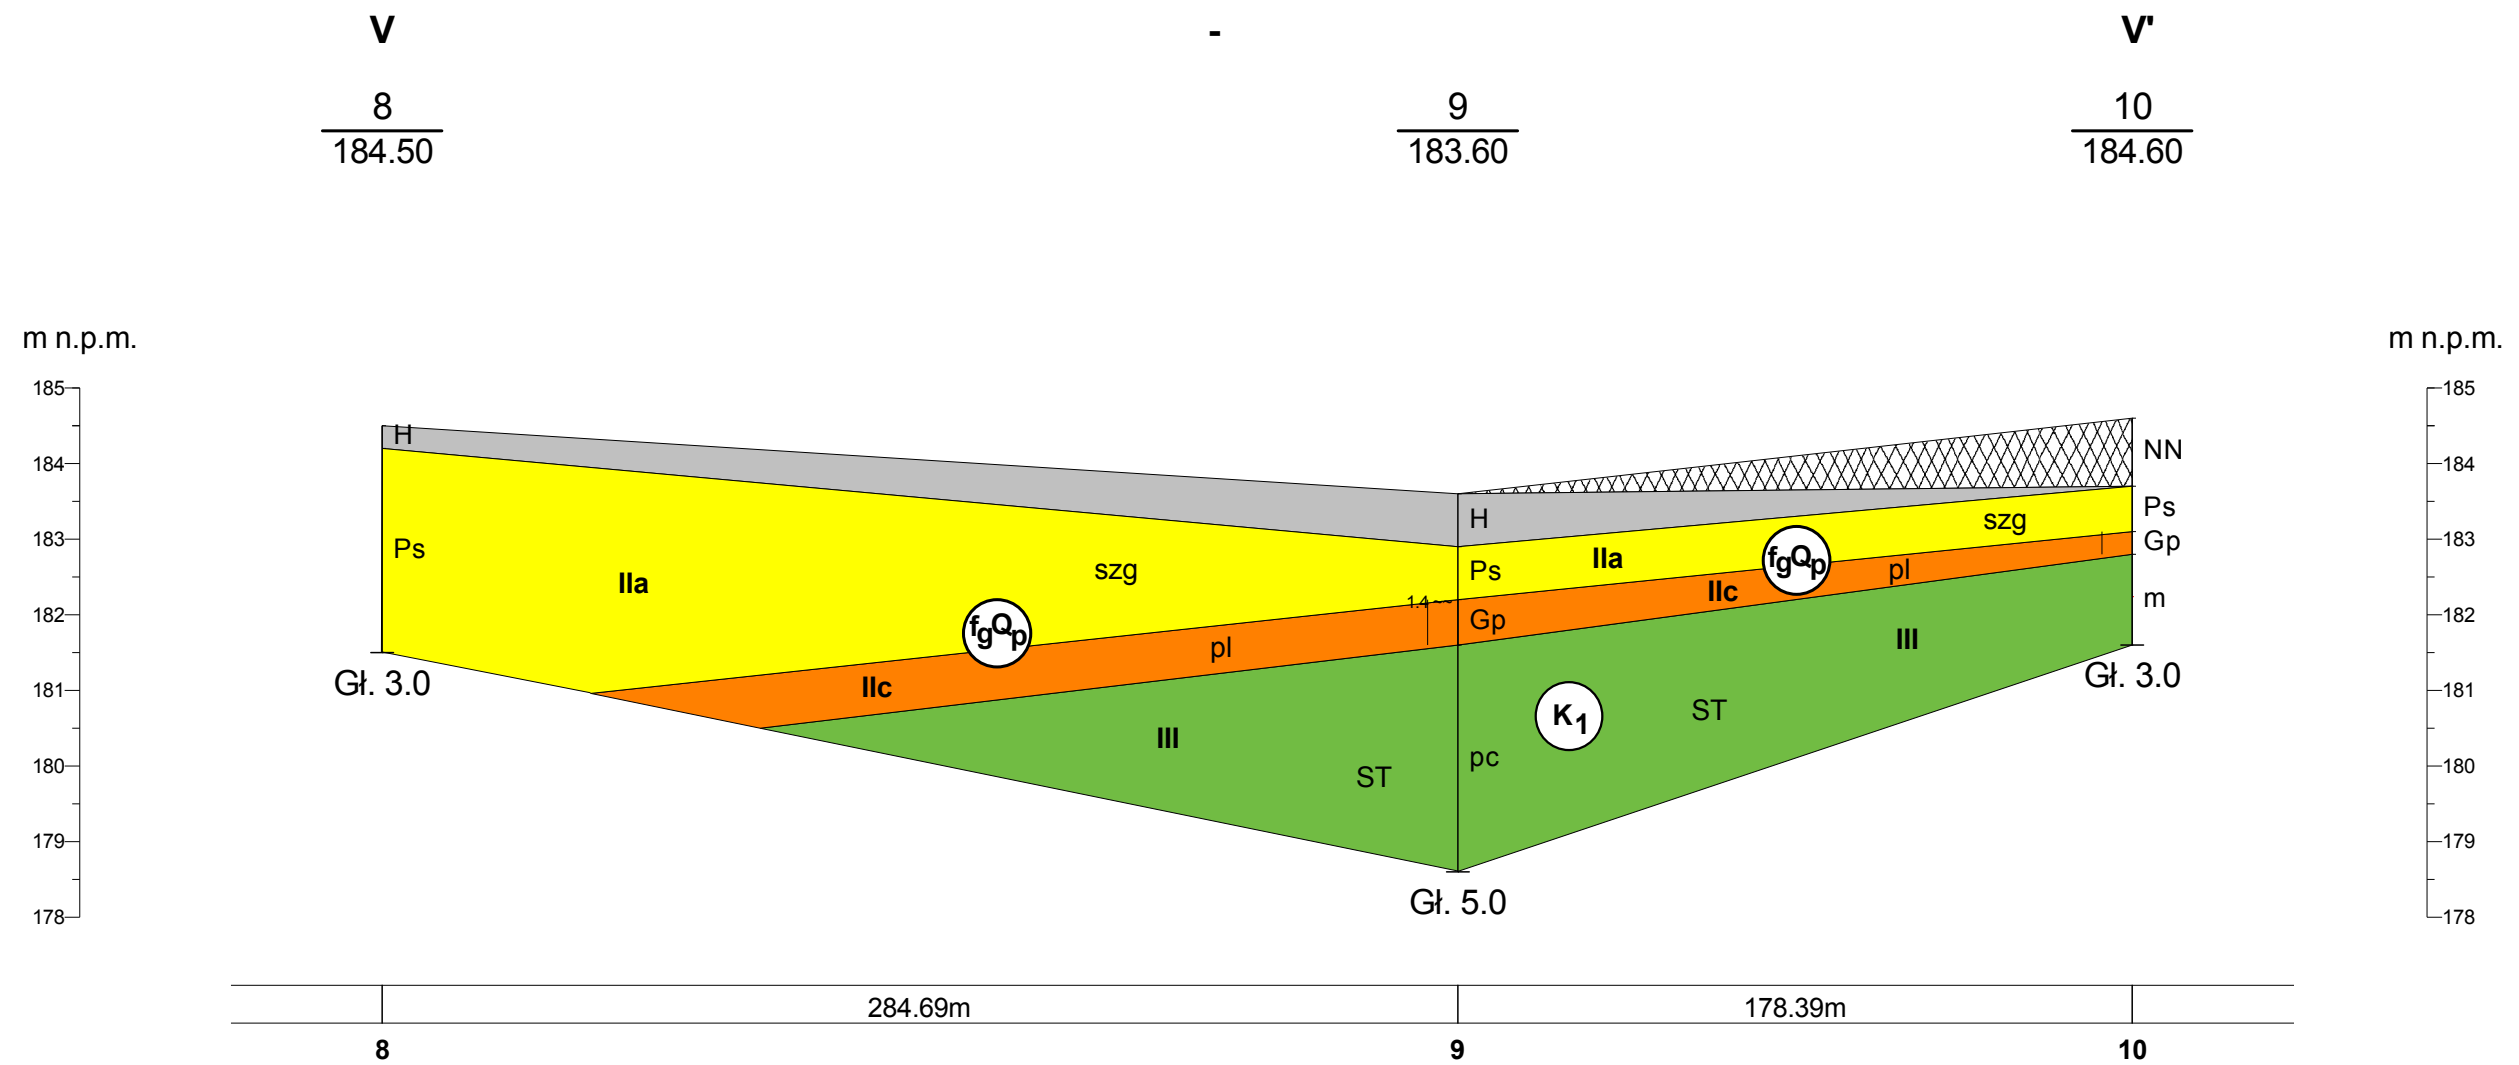 V - V'
8 9 10
184.50 183.60 184.60
m n.p.m. m n.p.m.
185 185
184 184
183 183
182 182
181 181
180 180
179 179
178 178
H
Ps
IIa
szg
fgQp
IIc
pl
III
ST
1.4 ~~
H
Ps
Gp
pc
IIa
szg
fgQp
IIc
pl
III
K1
ST
NN
Ps
Gp
m
Gł. 3.0
Gł. 5.0
Gł. 3.0
284.69m 178.39m
8 9 10